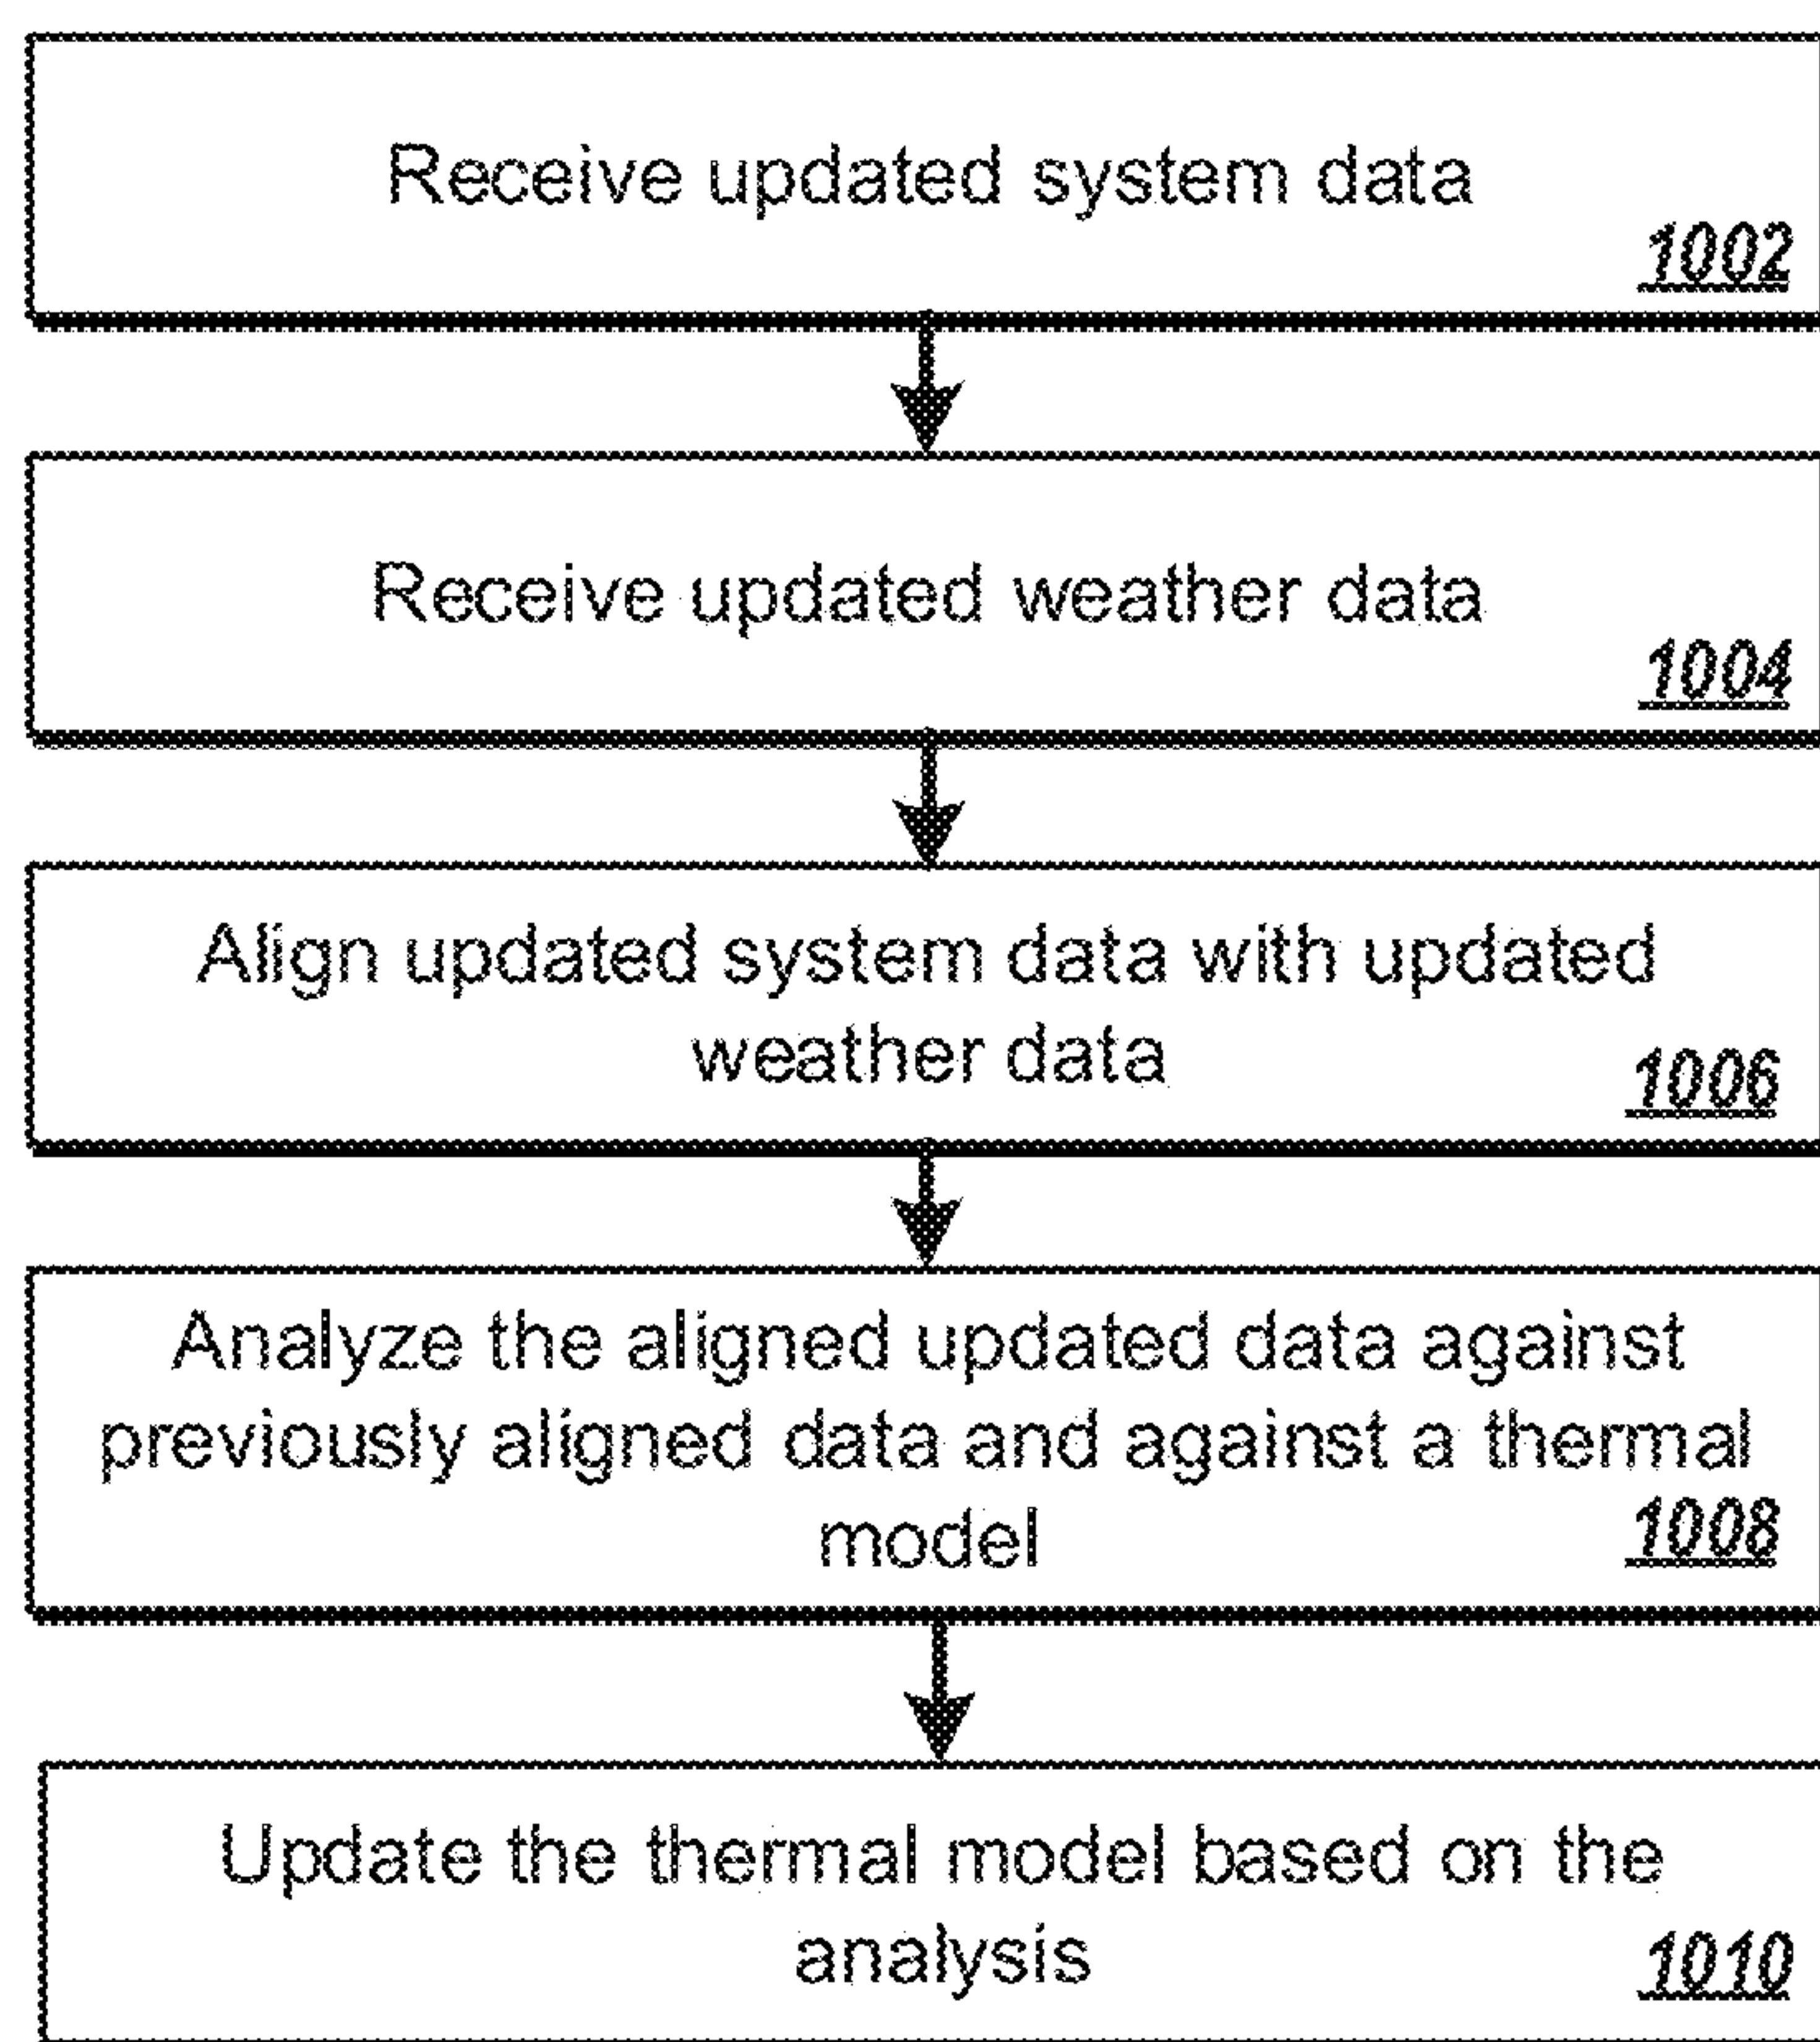 Receive updated system data
1002
Receive updated weather data
1004
Align updated system data with updated
weather data
1006
Analyze the aligned updated data against
previously aligned data and against a thermal
model
1008
Update the thermal model based on the
analysis
1010